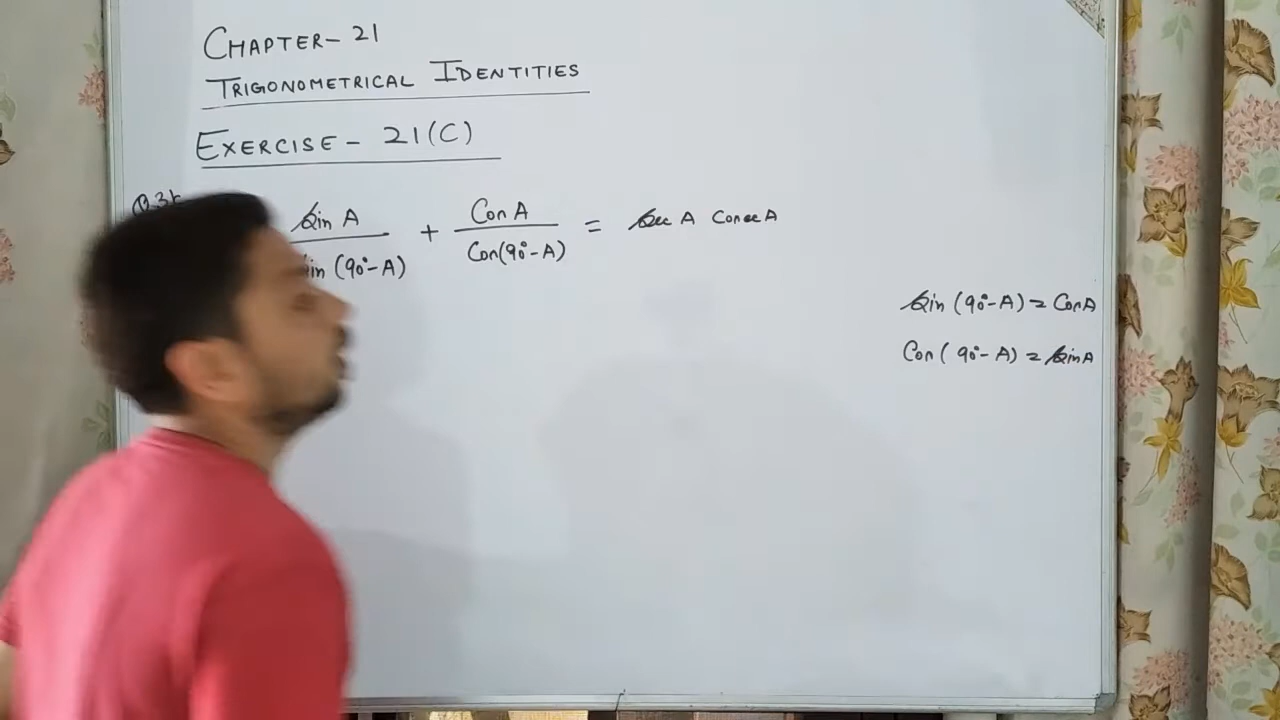 CHAPTER- 21
TRIGONOMETRICAL IDENTITIES
EXERCISE - 21(C)
Sin A / in (90°-A) + Cos A / Cos(90°-A) = Sec A Cosec A
Sin (90°-A) = Cos A
Cos (90°-A) = Sin A